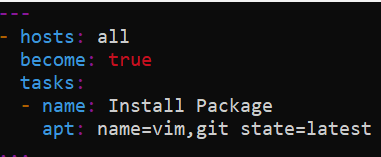 ---
- hosts: all
  become: true
  tasks:
  - name: Install Package
    apt: name=vim,git state=latest
---